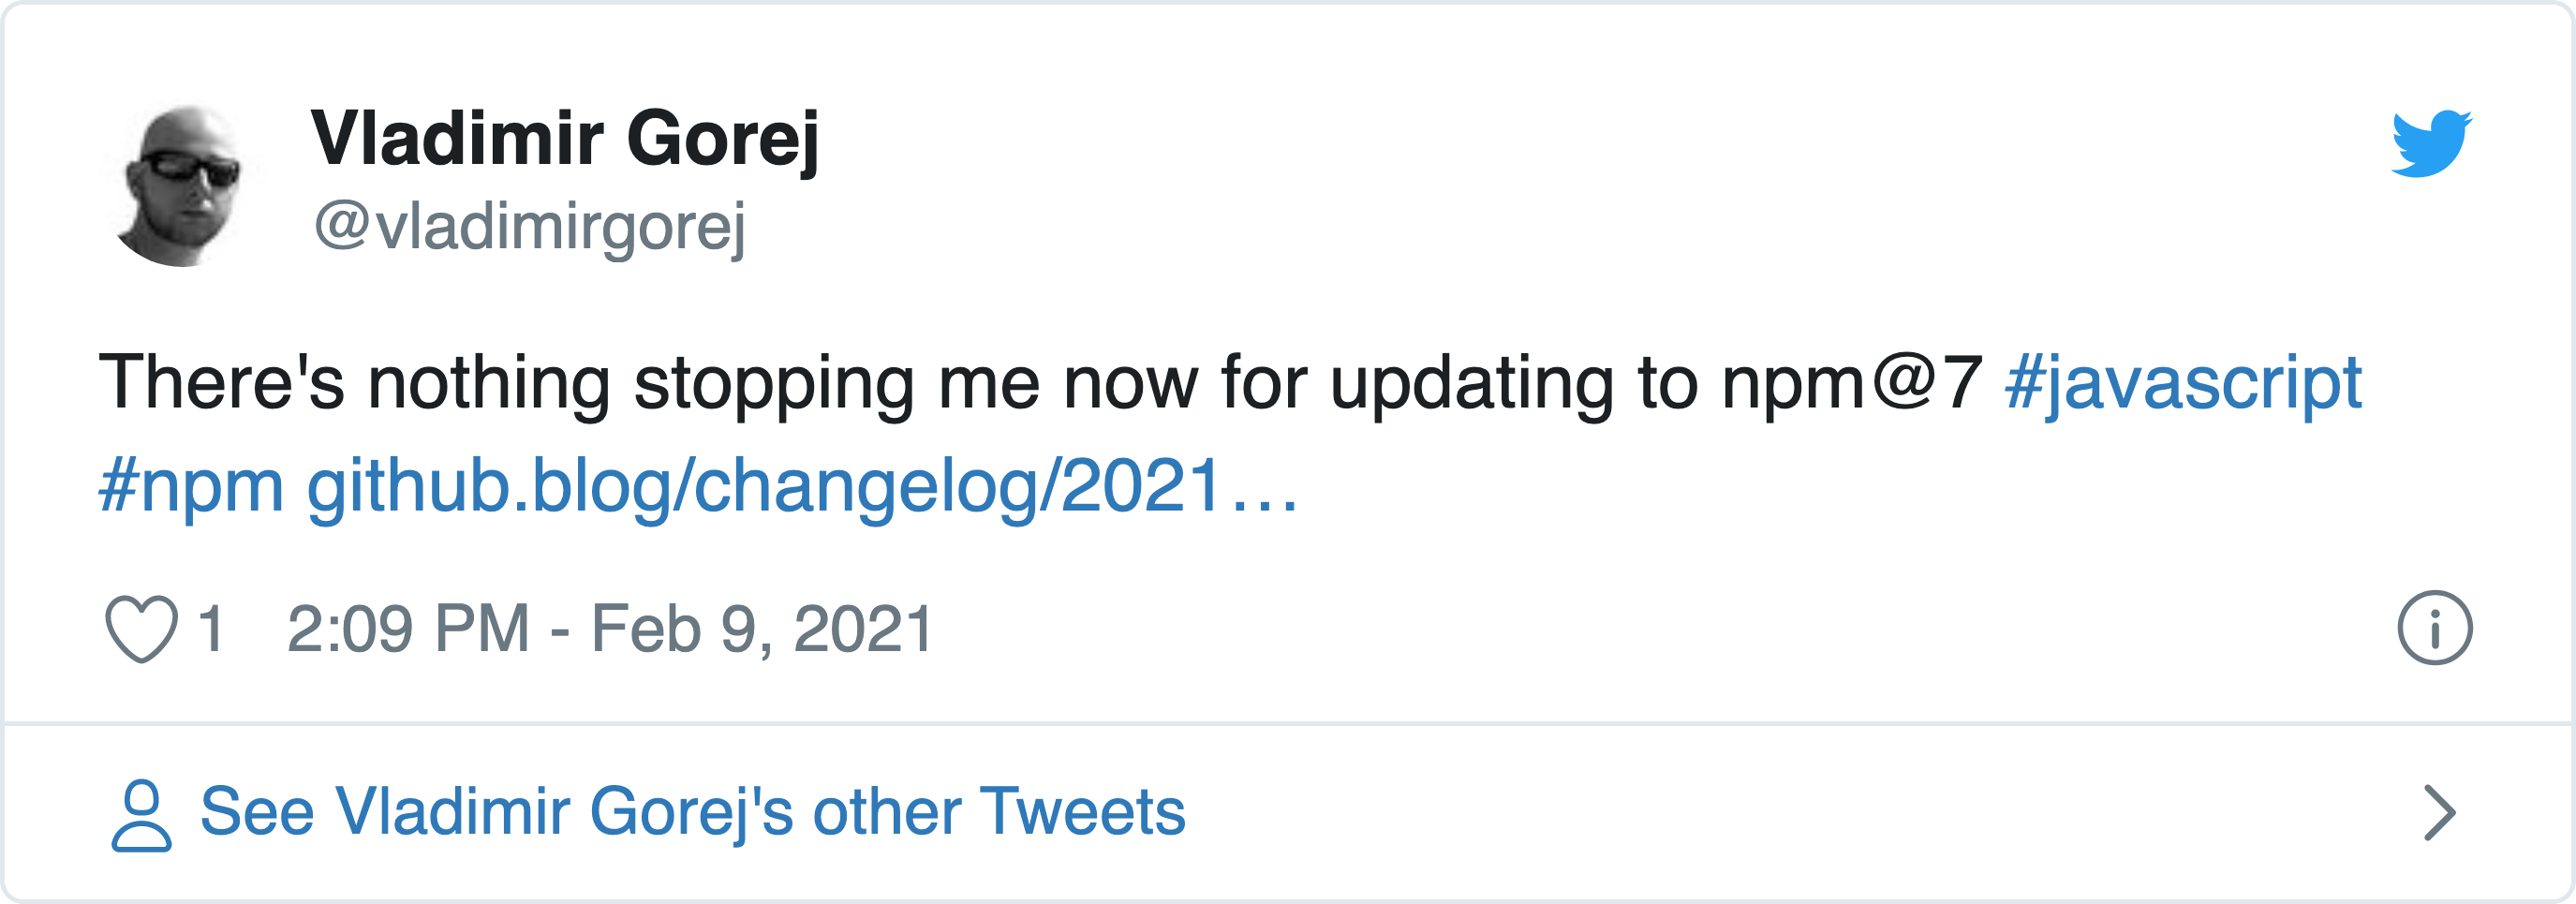 Vladimir Gorej
@vladimirgorej
There's nothing stopping me now for updating to npm@7 #javascript
#npm github.blog/changelog/2021…
1 2:09 PM - Feb 9, 2021
See Vladimir Gorej's other Tweets